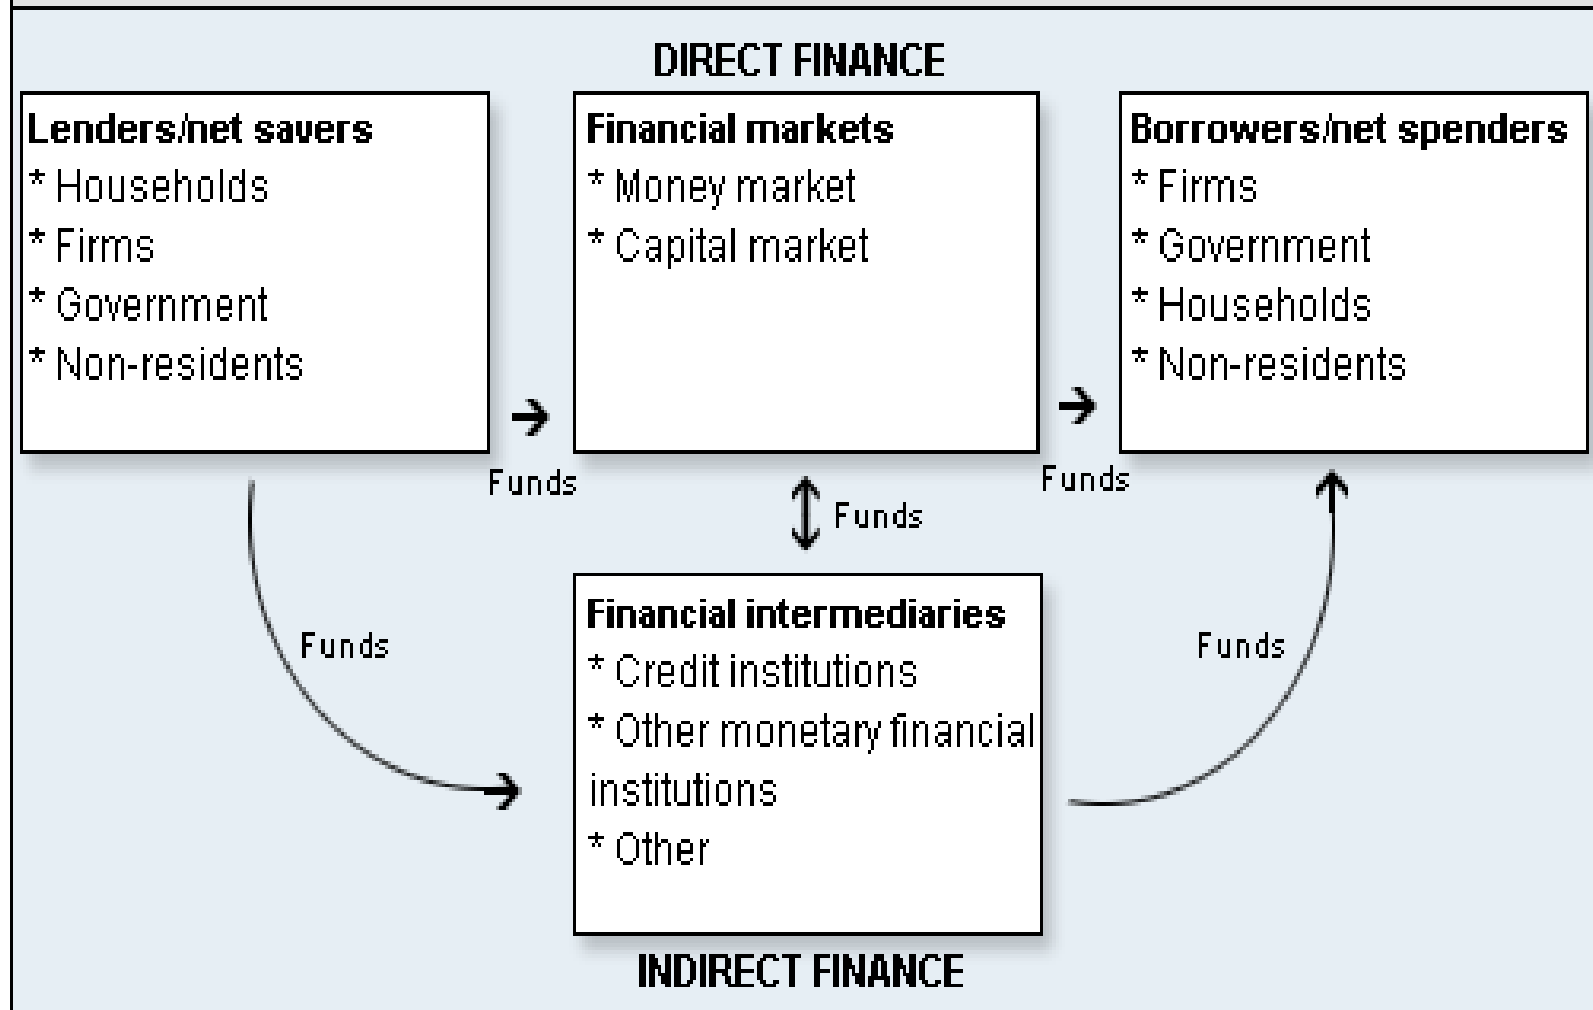 DIRECT FINANCE
Lenders/net savers
* Households
* Firms
* Government
* Non-residents
Funds
Financial markets
* Money market
* Capital market
Funds
Borrowers/net spenders
* Firms
* Government
* Households
* Non-residents
Funds
Funds
Financial intermediaries
* Credit institutions
* Other monetary financial
institutions
* Other
Funds
INDIRECT FINANCE